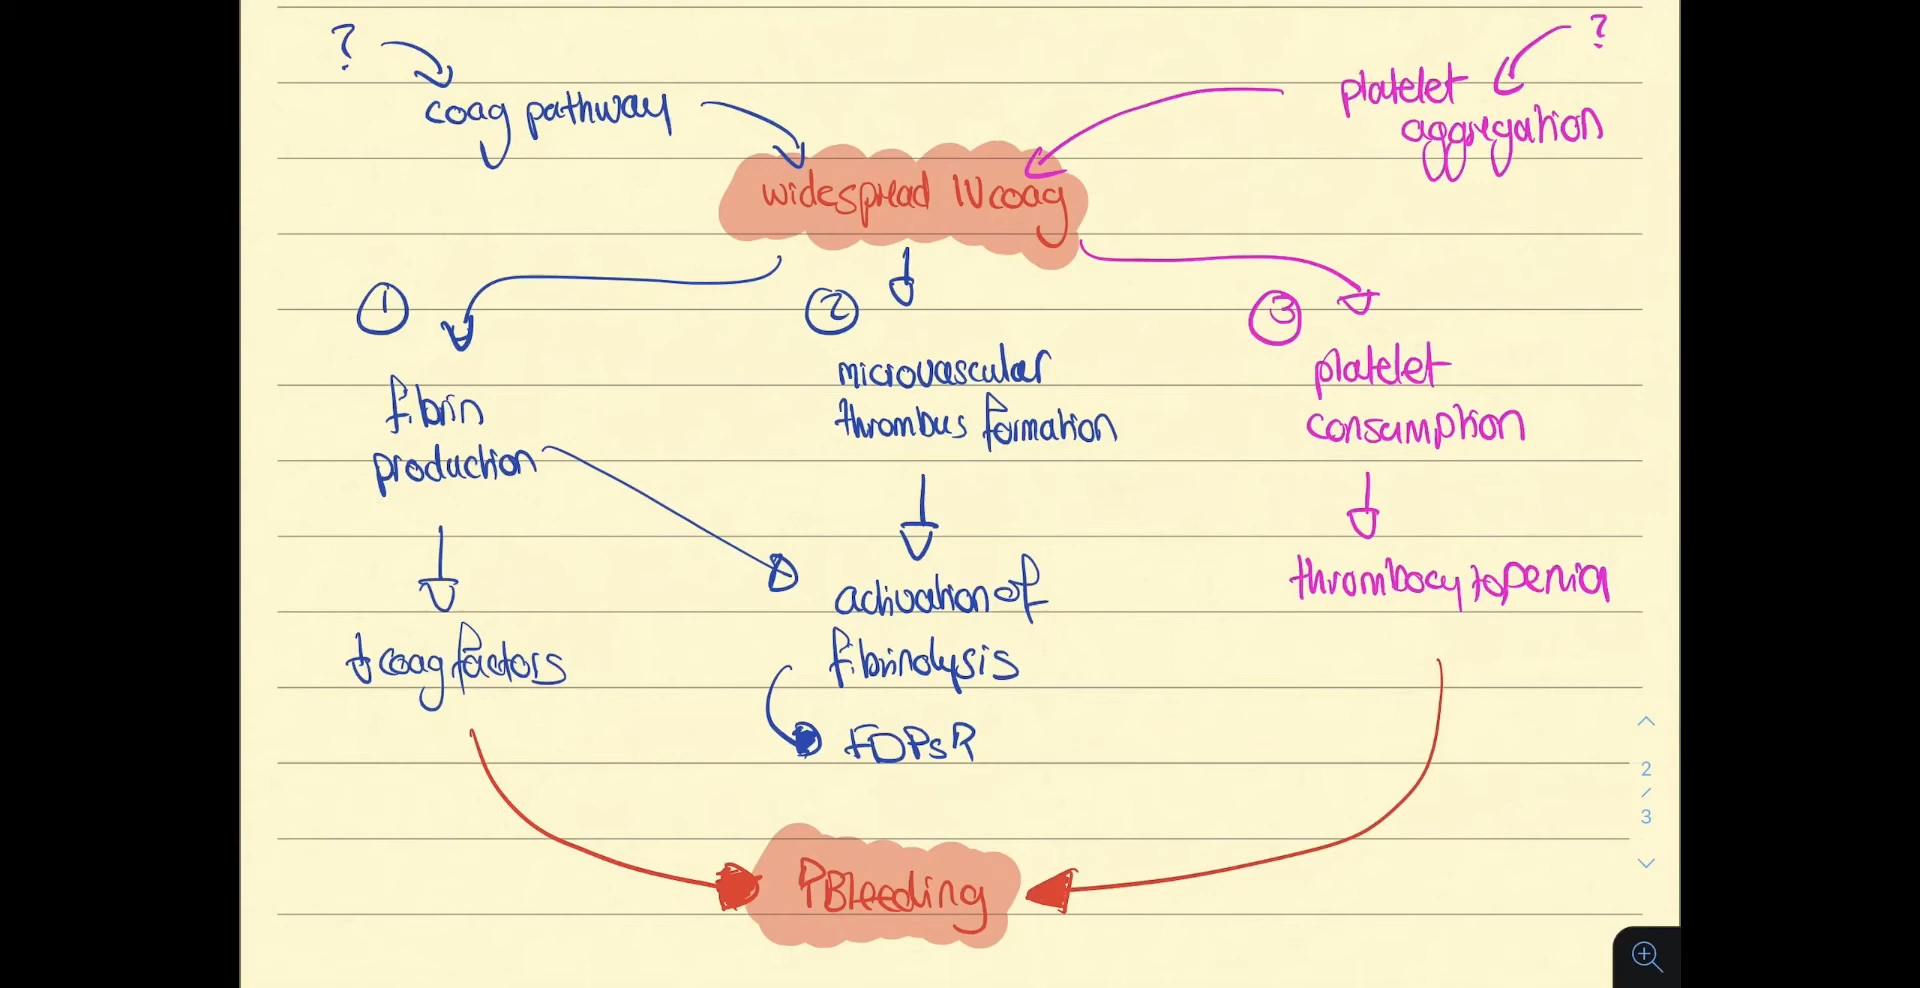 ?
coag pathway
?
platelet
aggregation
widespread IV coag
1
2
3
fibrin
production
microvascular
thrombus formation
platelet
consumption
↓ coag factors
activation of
fibrinolysis
FDPs ↑
thrombocytopenia
↑Bleeding
2
/
3